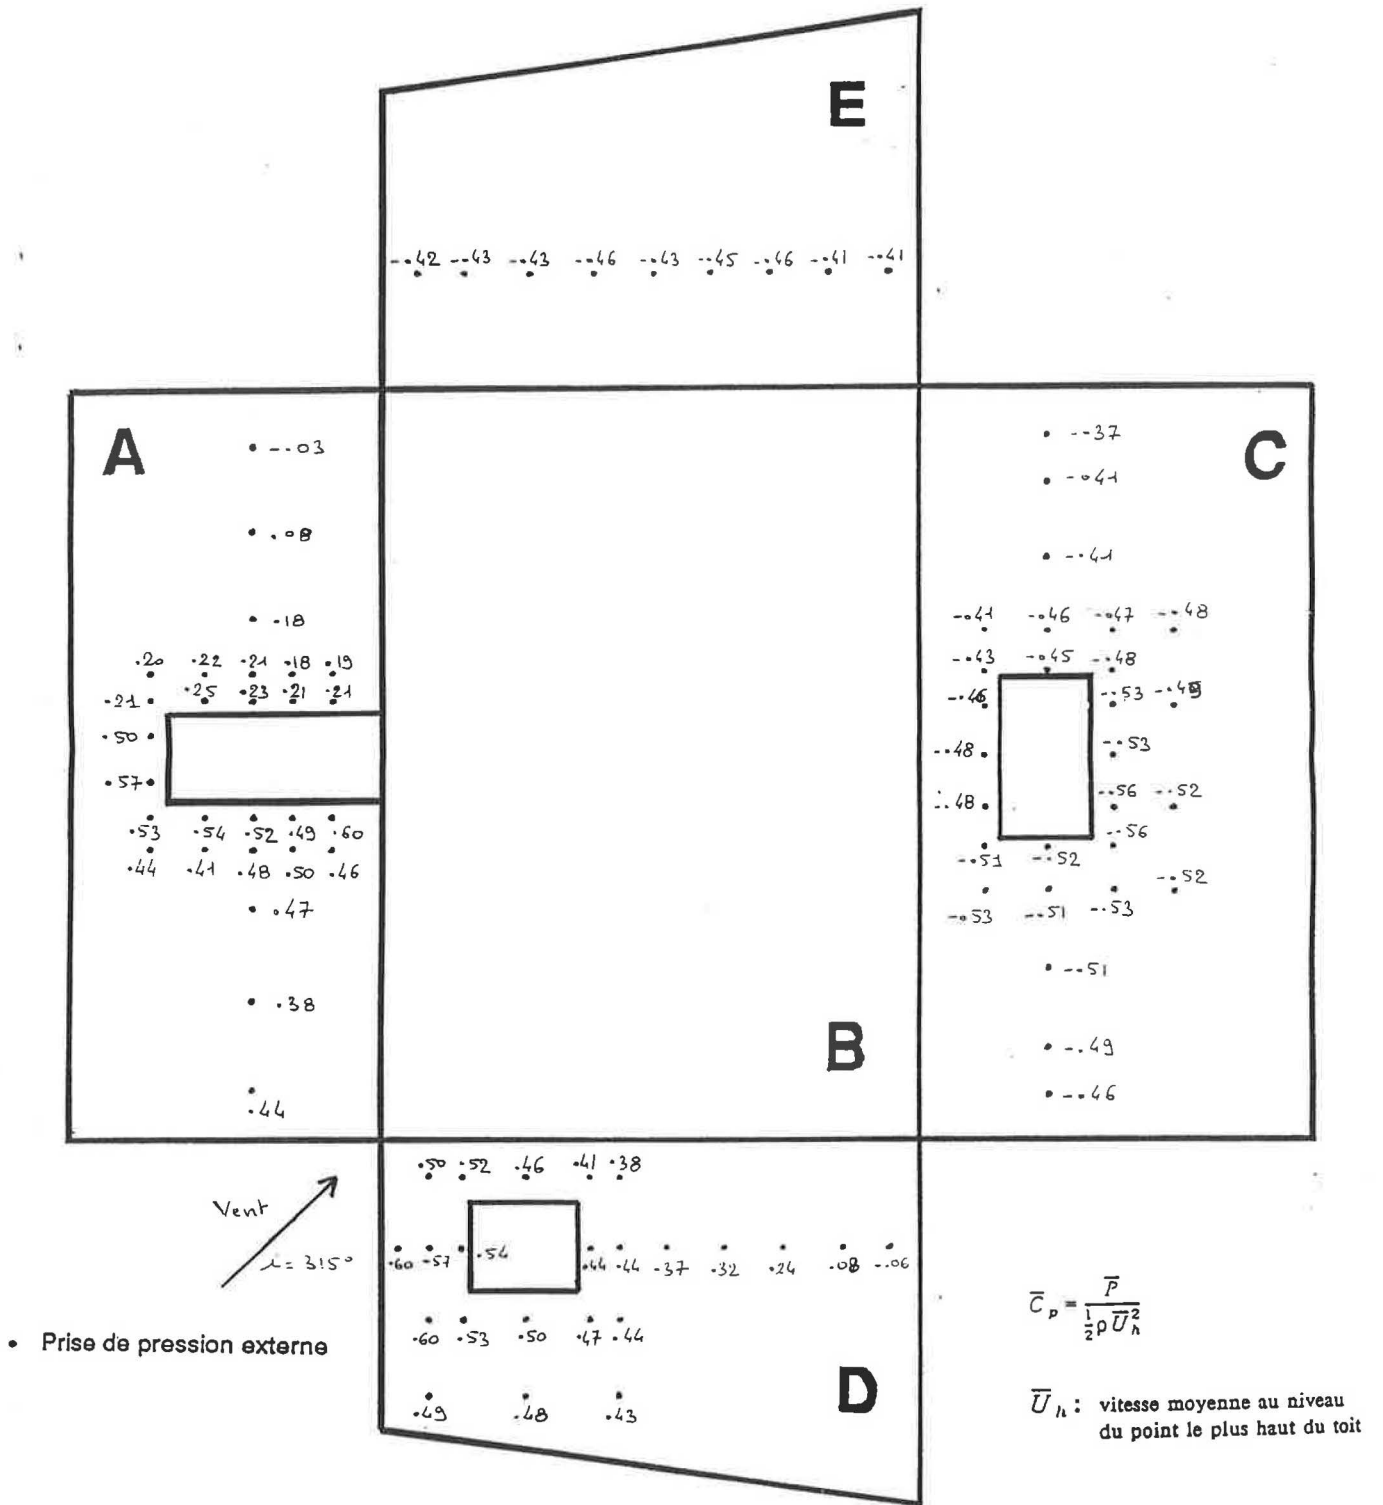 E
-.42 -.43 -.43 -.46 -.43 -.45 -.46 -.41 -.41
A
-.03
.08
.18
.20 .22 .21 .18 .19
.21 .25 .23 .21 .21
.50
.57
.53 .54 .52 .49 .60
.44 .41 .48 .50 .46
.47
.38
.44
C
-.37
-.41
-.41
-.41 -.46 -.47 -.48
-.43 -.45 -.48
-.46 -.53
-.48 -.53
-.48 -.56 -.52
-.56
-.51 -.52
-.52
-.53 -.51 -.53
-.51
-.49
-.46
B
.50 .52 .46 .41 .38
.60 .57 .54 .44 .44 .37 .32 .24 .08 -.06
.60 .53 .50 .47 .44
.49 .48 .43
D
Vent
i = 315°
• Prise de pression externe
C̅p = P̅ / ½ ρ U̅h²
U̅h : vitesse moyenne au niveau
du point le plus haut du toit